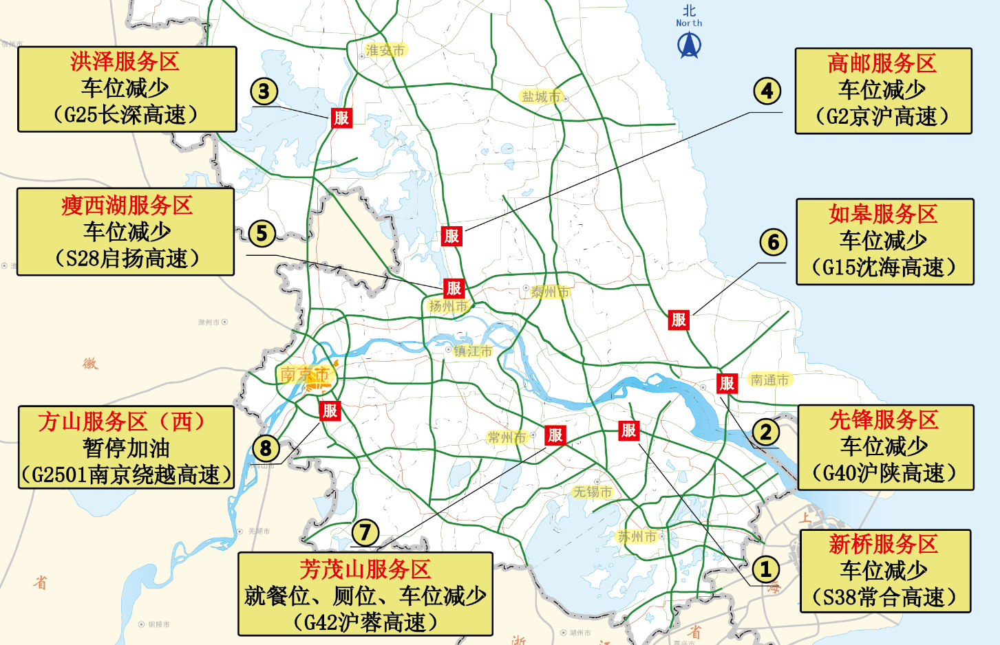 北
North
宿州市
淮安市
洪泽服务区
车位减少
（G25长深高速）
3
服
盐城市
4
高邮服务区
车位减少
（G2京沪高速）
瘦西湖服务区
车位减少
（S28启扬高速）
5
服
服
6
如皋服务区
车位减少
（G15沈海高速）
扬州市
泰州市
服
滁州市
镇江市
徽
南京市
南通市
服
方山服务区（西）
暂停加油
（G2501南京绕越高速）
8
服
常州市
服
服
2
先锋服务区
车位减少
（G40沪陕高速）
无锡市
芜湖市
7
苏州市
上
芳茂山服务区
就餐位、厕位、车位减少
（G42沪蓉高速）
1
海
新桥服务区
车位减少
（S38常合高速）
省
铜陵市
湖州市
浙
江
省
嘉兴市